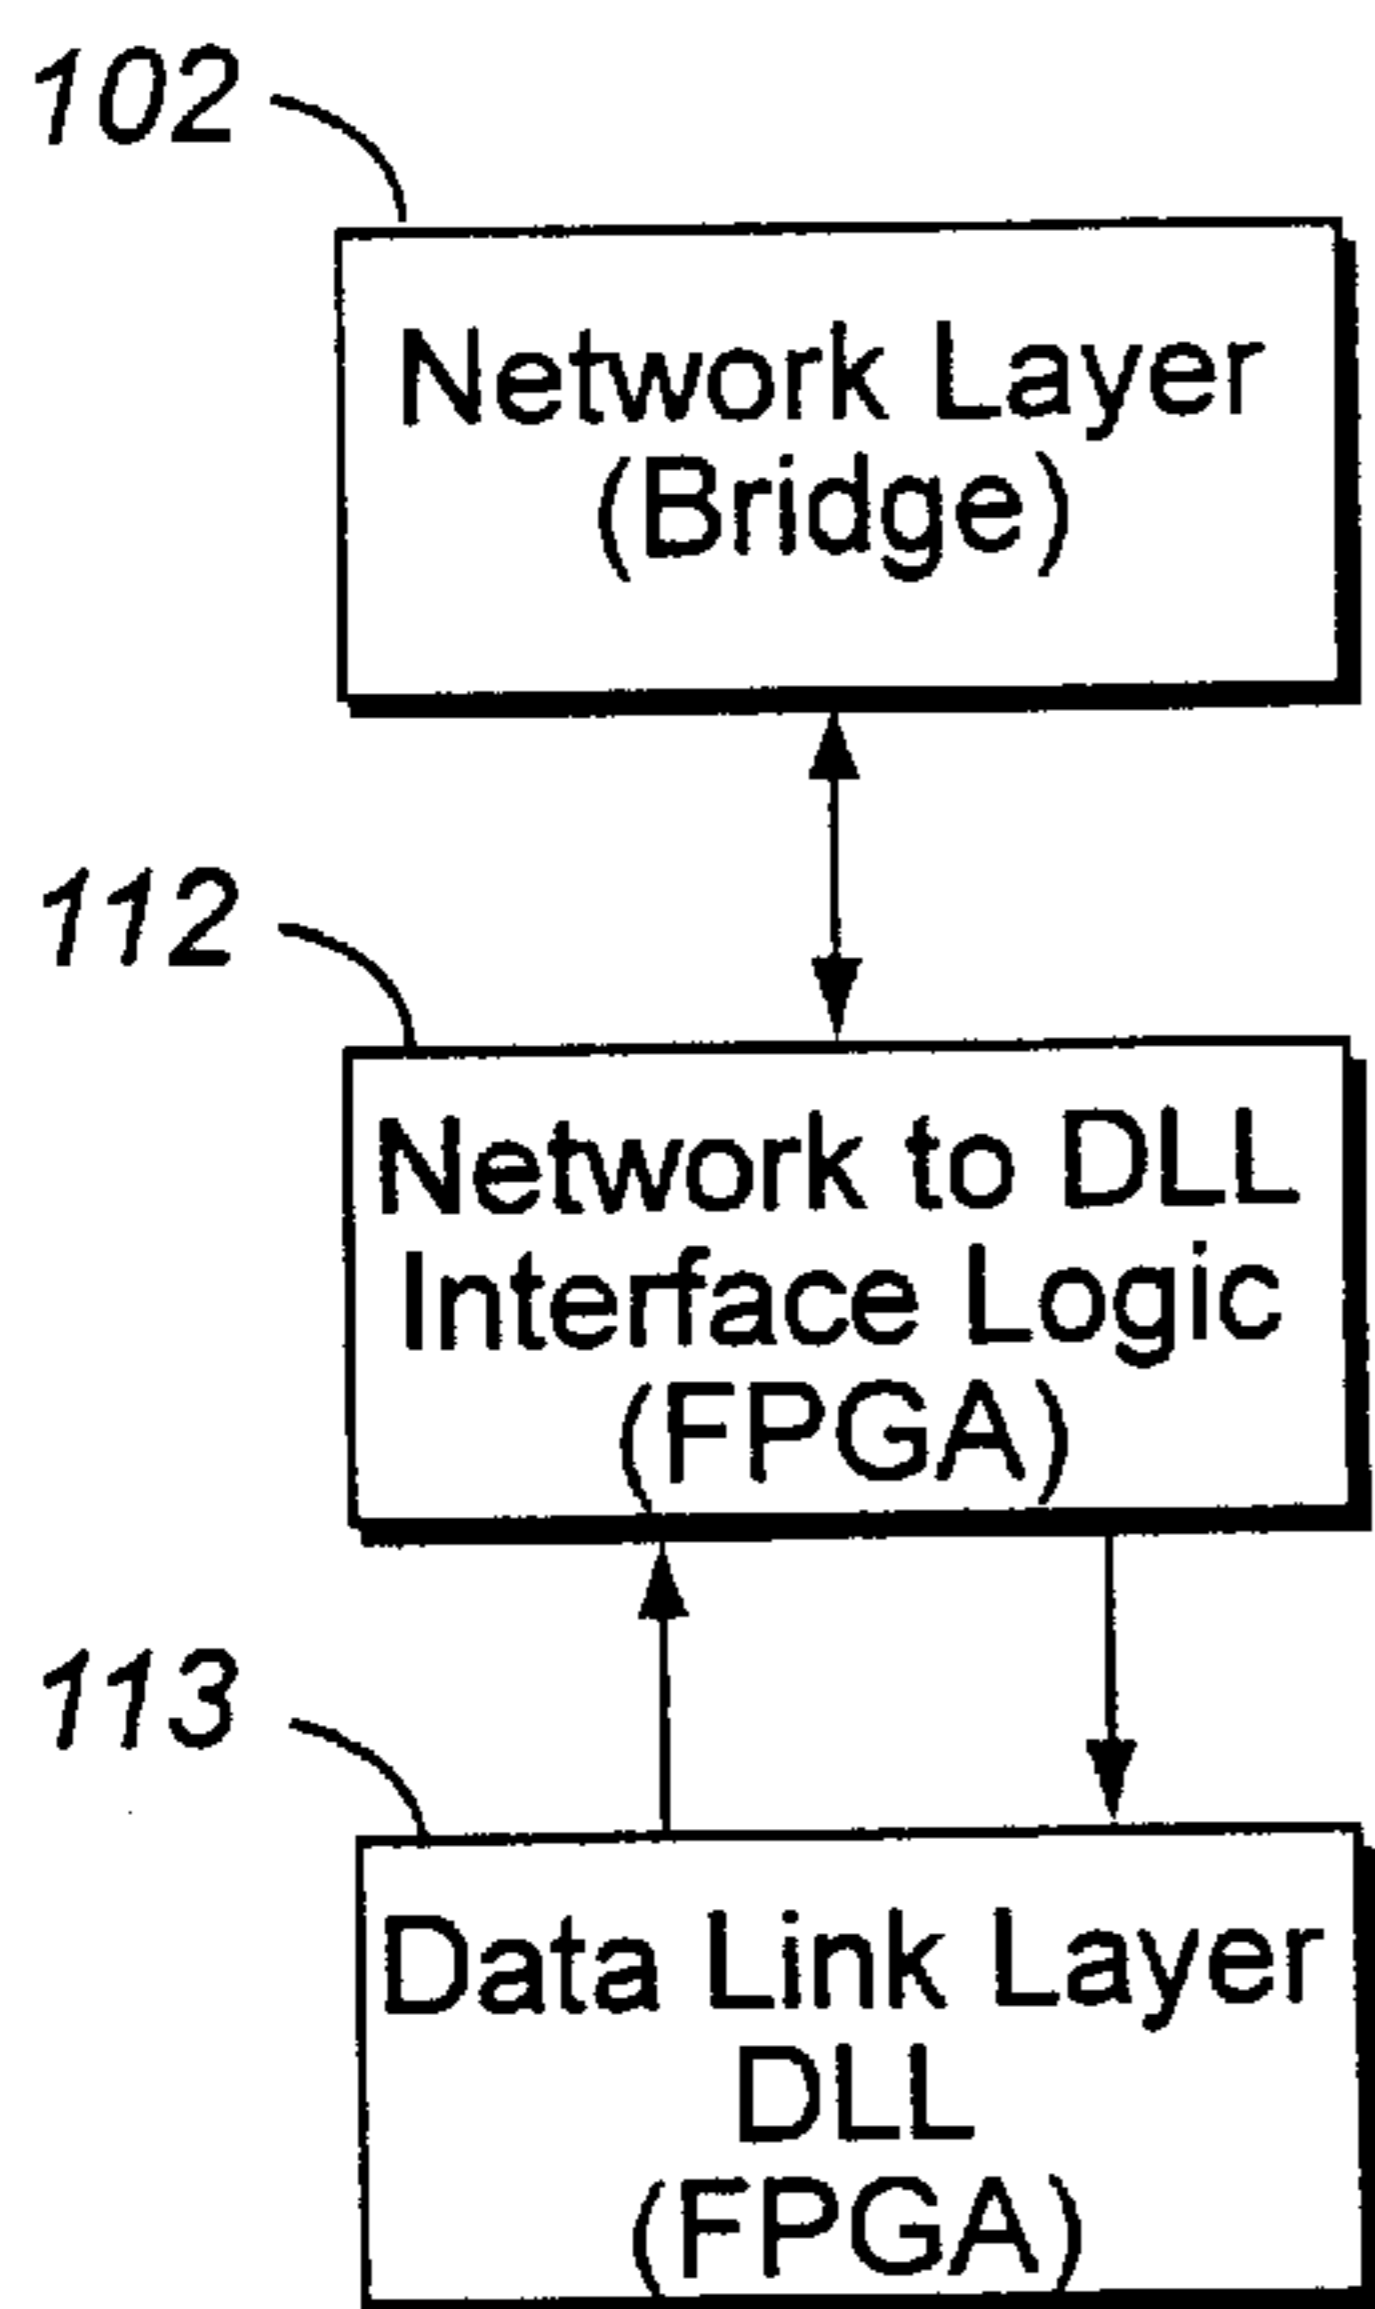 102
Network Layer
(Bridge)
112
Network to DLL
Interface Logic
(FPGA)
113
Data Link Layer
DLL
(FPGA)